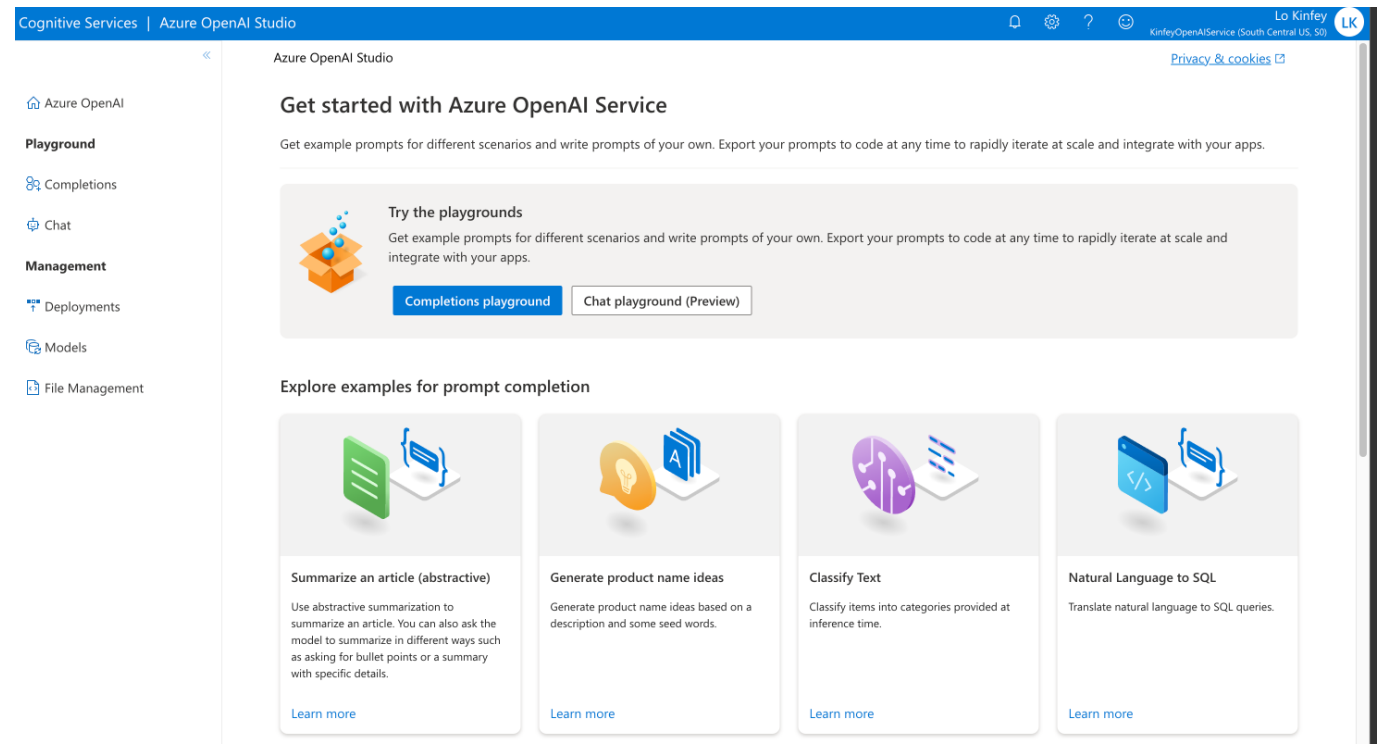 Cognitive Services | Azure OpenAI Studio
Lo Kinfey
KinfeyOpenAIService (South Central US, S0)
LK
Azure OpenAI Studio
Privacy & cookies
Azure OpenAI
Playground
Completions
Chat
Management
Deployments
Models
File Management
Get started with Azure OpenAI Service
Get example prompts for different scenarios and write prompts of your own. Export your prompts to code at any time to rapidly iterate at scale and integrate with your apps.
Try the playgrounds
Get example prompts for different scenarios and write prompts of your own. Export your prompts to code at any time to rapidly iterate at scale and
integrate with your apps.
Completions playground
Chat playground (Preview)
Explore examples for prompt completion
Summarize an article (abstractive)
Use abstractive summarization to
summarize an article. You can also ask the
model to summarize in different ways such
as asking for bullet points or a summary
with specific details.
Learn more
A
Generate product name ideas
Generate product name ideas based on a
description and some seed words.
Learn more
Classify Text
Classify items into categories provided at
inference time.
Learn more
Natural Language to SQL
Translate natural language to SQL queries.
Learn more